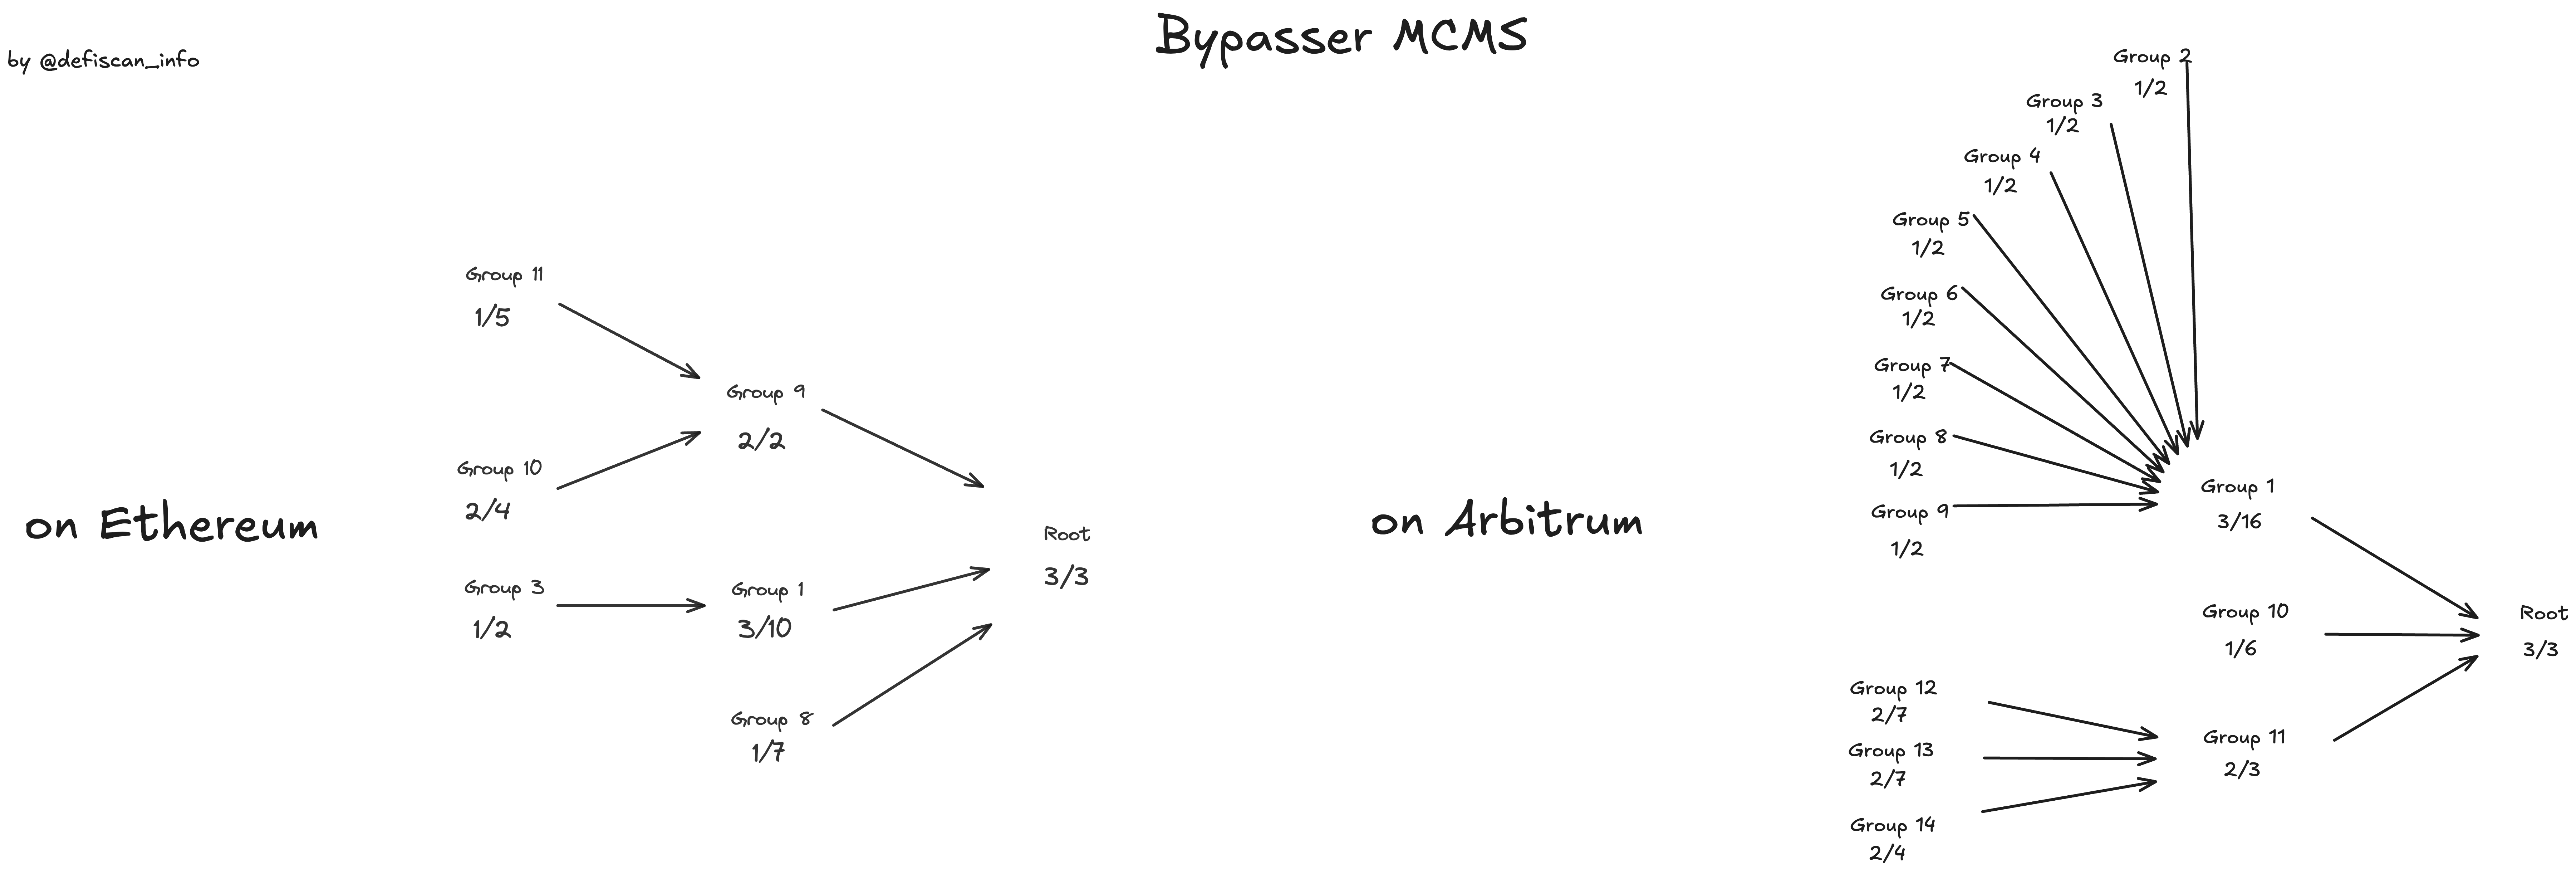 Bypasser MCMS
by @defiscan_info
on Ethereum
Group 11
1/5
Group 10
2/4
Group 3
1/2
Group 9
2/2
Group 1
3/10
Group 8
1/7
Root
3/3
on Arbitrum
Group 2
1/2
Group 3
1/2
Group 4
1/2
Group 5
1/2
Group 6
1/2
Group 7
1/2
Group 8
1/2
Group 9
1/2
Group 1
3/16
Group 10
1/6
Group 12
2/7
Group 13
2/7
Group 14
2/4
Group 11
2/3
Root
3/3